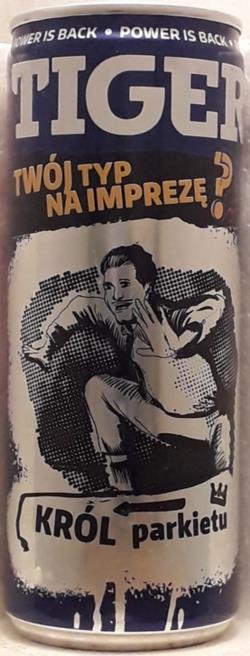 POWER IS BACK • POWER IS BACK •
TIGER
TWÓJ TYP
NA IMPREZĘ ?
KRÓL parkietu